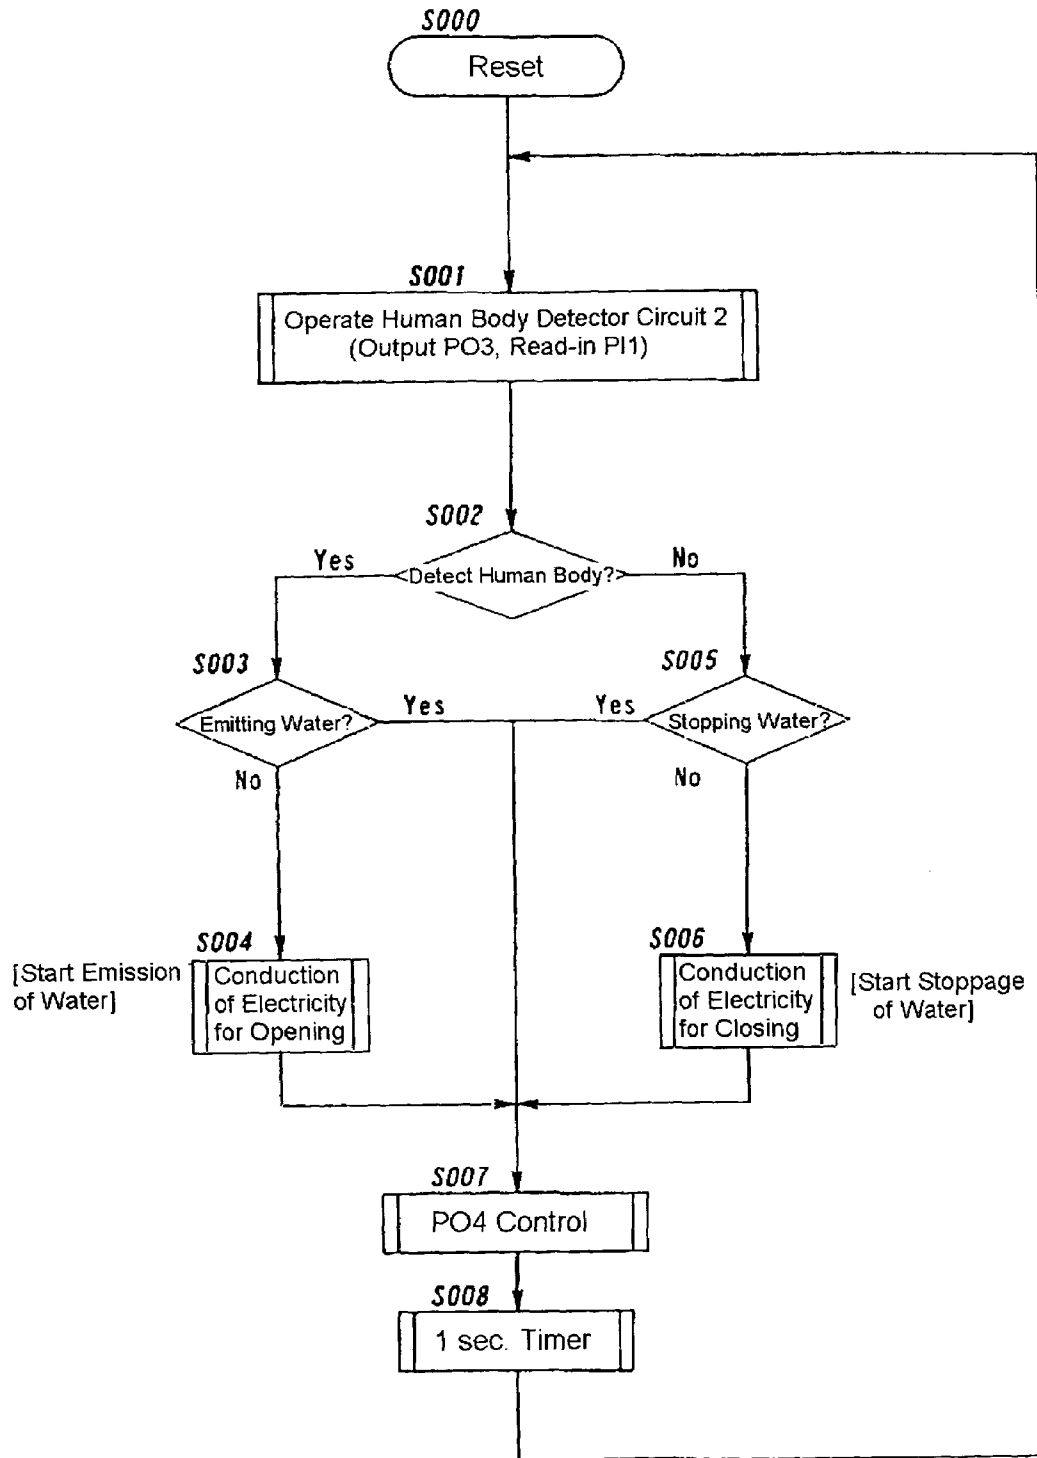 S000
Reset
S001
Operate Human Body Detector Circuit 2
(Output PO3, Read-in PI1)
S002
Yes
Detect Human Body?
No
S003
Emitting Water?
Yes
No
S005
Yes
Stopping Water?
No
S004
[Start Emission
of Water]
Conduction
of Electricity
for Opening
S006
Conduction
of Electricity
for Closing
[Start Stoppage
of Water]
S007
PO4 Control
S008
1 sec. Timer